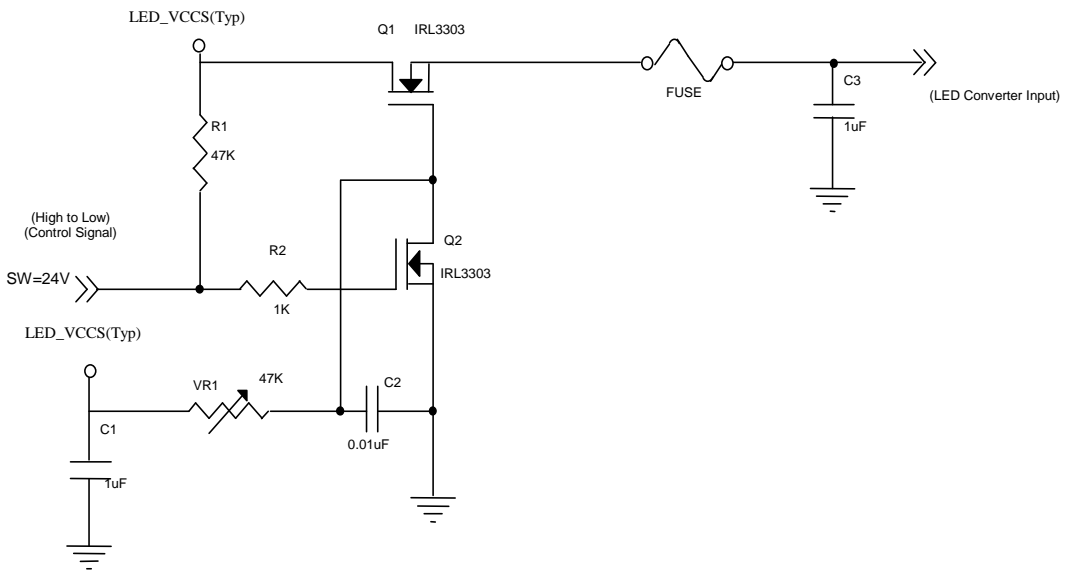 LED_VCCS(Typ)
Q1 IRL3303
FUSE
C3
1uF
(LED Converter Input)
R1
47K
(High to Low)
(Control Signal)
SW=24V
R2
1K
Q2
IRL3303
LED_VCCS(Typ)
VR1
47K
C2
0.01uF
C1
1uF